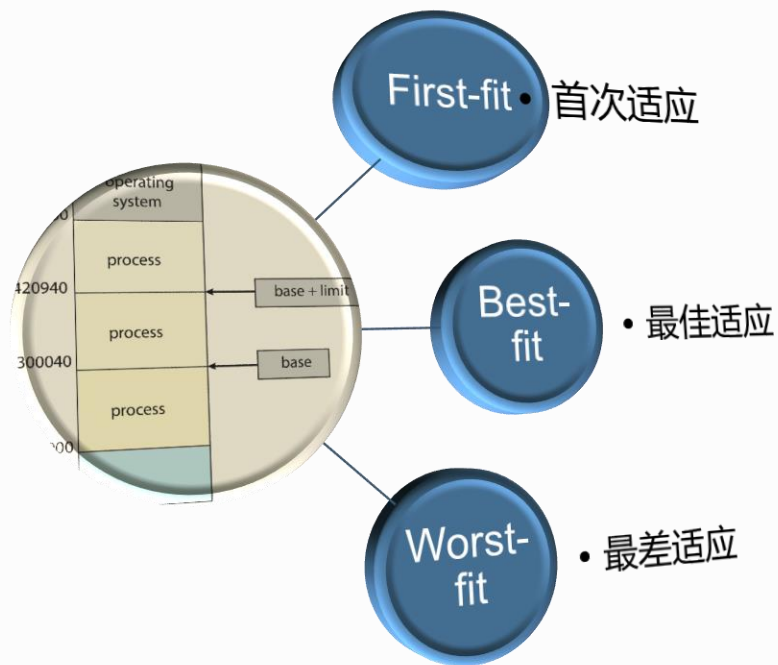 First-fit
• 首次适应
operating
system
process
420940
base + limit
process
300040
base
process
Best-
fit
• 最佳适应
Worst-
fit
• 最差适应